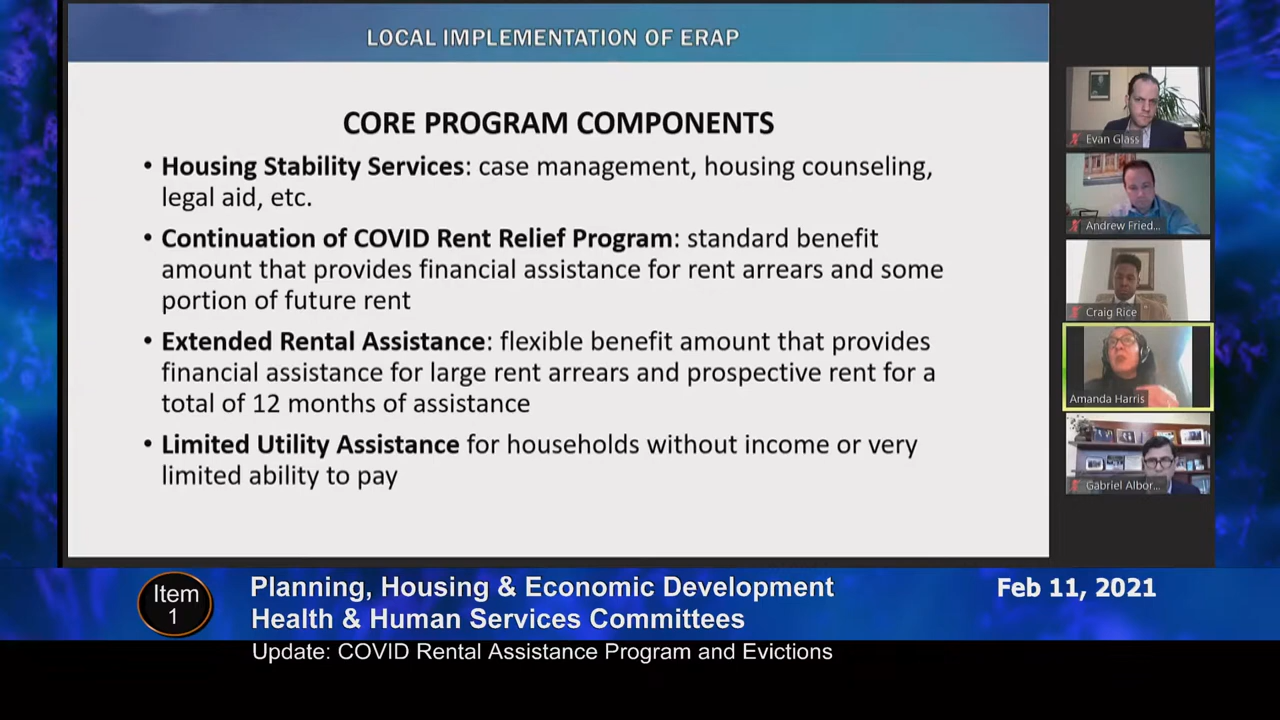 LOCAL IMPLEMENTATION OF ERAP
CORE PROGRAM COMPONENTS
• Housing Stability Services: case management, housing counseling,
legal aid, etc.
• Continuation of COVID Rent Relief Program: standard benefit
amount that provides financial assistance for rent arrears and some
portion of future rent
• Extended Rental Assistance: flexible benefit amount that provides
financial assistance for large rent arrears and prospective rent for a
total of 12 months of assistance
• Limited Utility Assistance for households without income or very
limited ability to pay
Evan Glass
Andrew Fried...
Craig Rice
Amanda Harris
Gabriel Albor...
Item
1
Planning, Housing & Economic Development
Health & Human Services Committees
Feb 11, 2021
Update: COVID Rental Assistance Program and Evictions